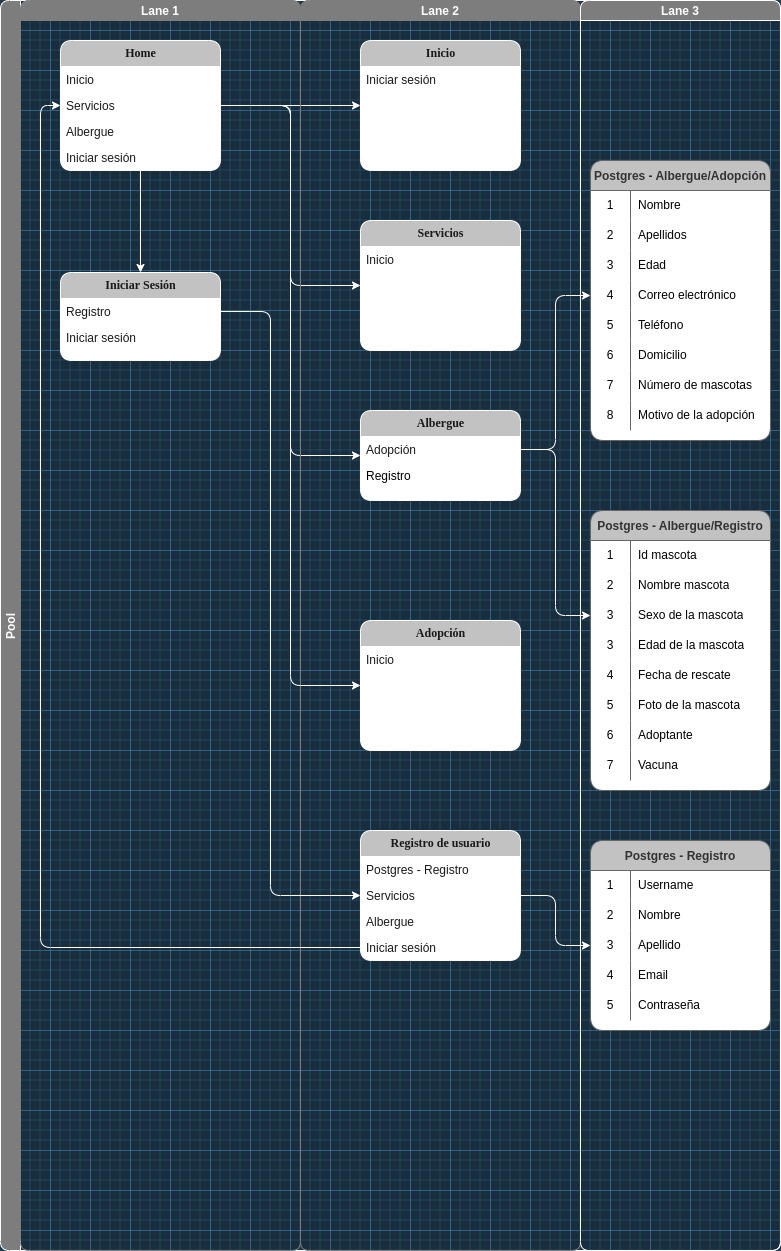 Pool
Lane 1
Home
Inicio
Servicios
Albergue
Iniciar sesión
Iniciar Sesión
Registro
Iniciar sesión
Lane 2
Inicio
Iniciar sesión
Servicios
Inicio
Albergue
Adopción
Registro
Adopción
Inicio
Registro de usuario
Postgres - Registro
Servicios
Albergue
Iniciar sesión
Lane 3
Postgres - Albergue/Adopción
1 Nombre
2 Apellidos
3 Edad
4 Correo electrónico
5 Teléfono
6 Domicilio
7 Número de mascotas
8 Motivo de la adopción
Postgres - Albergue/Registro
1 Id mascota
2 Nombre mascota
3 Sexo de la mascota
3 Edad de la mascota
4 Fecha de rescate
5 Foto de la mascota
6 Adoptante
7 Vacuna
Postgres - Registro
1 Username
2 Nombre
3 Apellido
4 Email
5 Contraseña